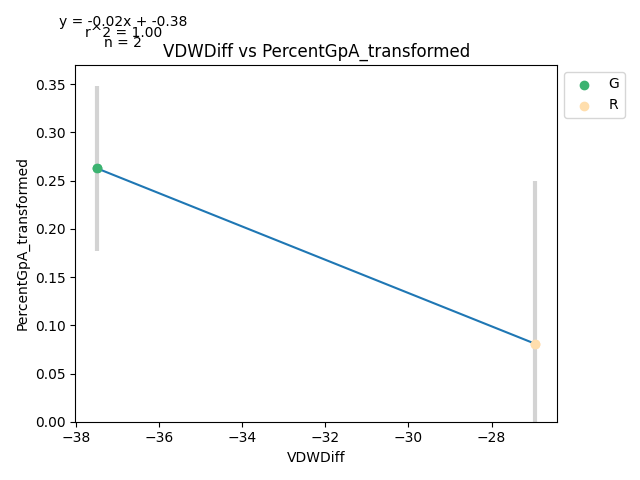 y = -0.02x + -0.38
r^2 = 1.00
n = 2
VDWDiff vs PercentGpA_transformed
G
R
PercentGpA_transformed
0.35
0.30
0.25
0.20
0.15
0.10
0.05
0.00
−38
−36
−34
−32
−30
−28
VDWDiff